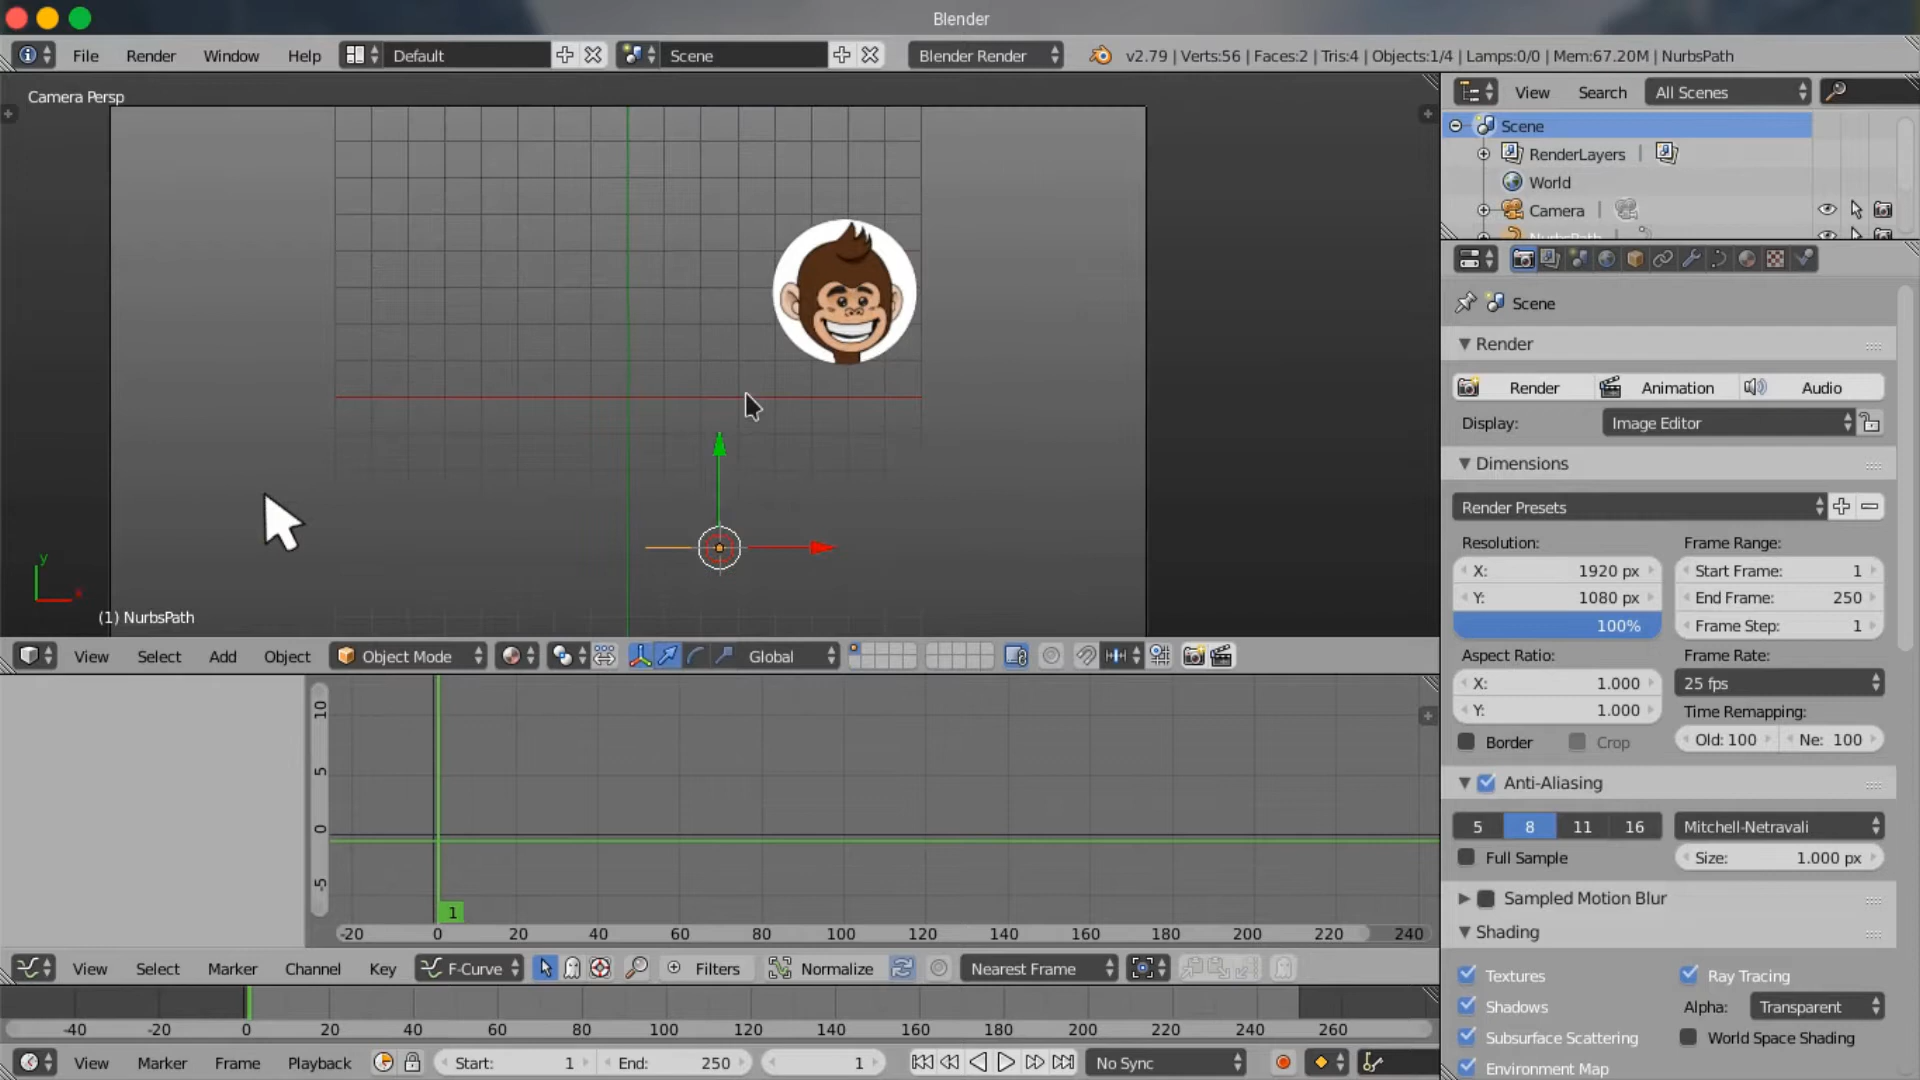 Blender
File Render Window Help Default Scene Blender Render v2.79 | Verts:56 | Faces:2 | Tris:4 | Objects:1/4 | Lamps:0/0 | Mem:67.20M | NurbsPath
Camera Persp
y
x
(1) NurbsPath
View Select Add Object Object Mode Global
10
5
0
-5
1
-20 0 20 40 60 80 100 120 140 160 180 200 220 240
View Select Marker Channel Key F-Curve Filters Normalize Nearest Frame
-40 -20 0 20 40 60 80 100 120 140 160 180 200 220 240 260
View Marker Frame Playback Start: 1 End: 250 1 No Sync
View Search All Scenes
Scene
RenderLayers |
World
Camera |
NurbsPath
Scene
Render
Render Animation Audio
Display: Image Editor
Dimensions
Render Presets
Resolution: Frame Range:
X: 1920 px Start Frame: 1
Y: 1080 px End Frame: 250
100% Frame Step: 1
Aspect Ratio: Frame Rate:
X: 1.000 25 fps
Y: 1.000 Time Remapping:
Border Crop Old: 100 Ne: 100
Anti-Aliasing
5 8 11 16 Mitchell-Netravali
Full Sample Size: 1.000 px
Sampled Motion Blur
Shading
Textures Ray Tracing
Shadows Alpha: Transparent
Subsurface Scattering World Space Shading
Environment Map